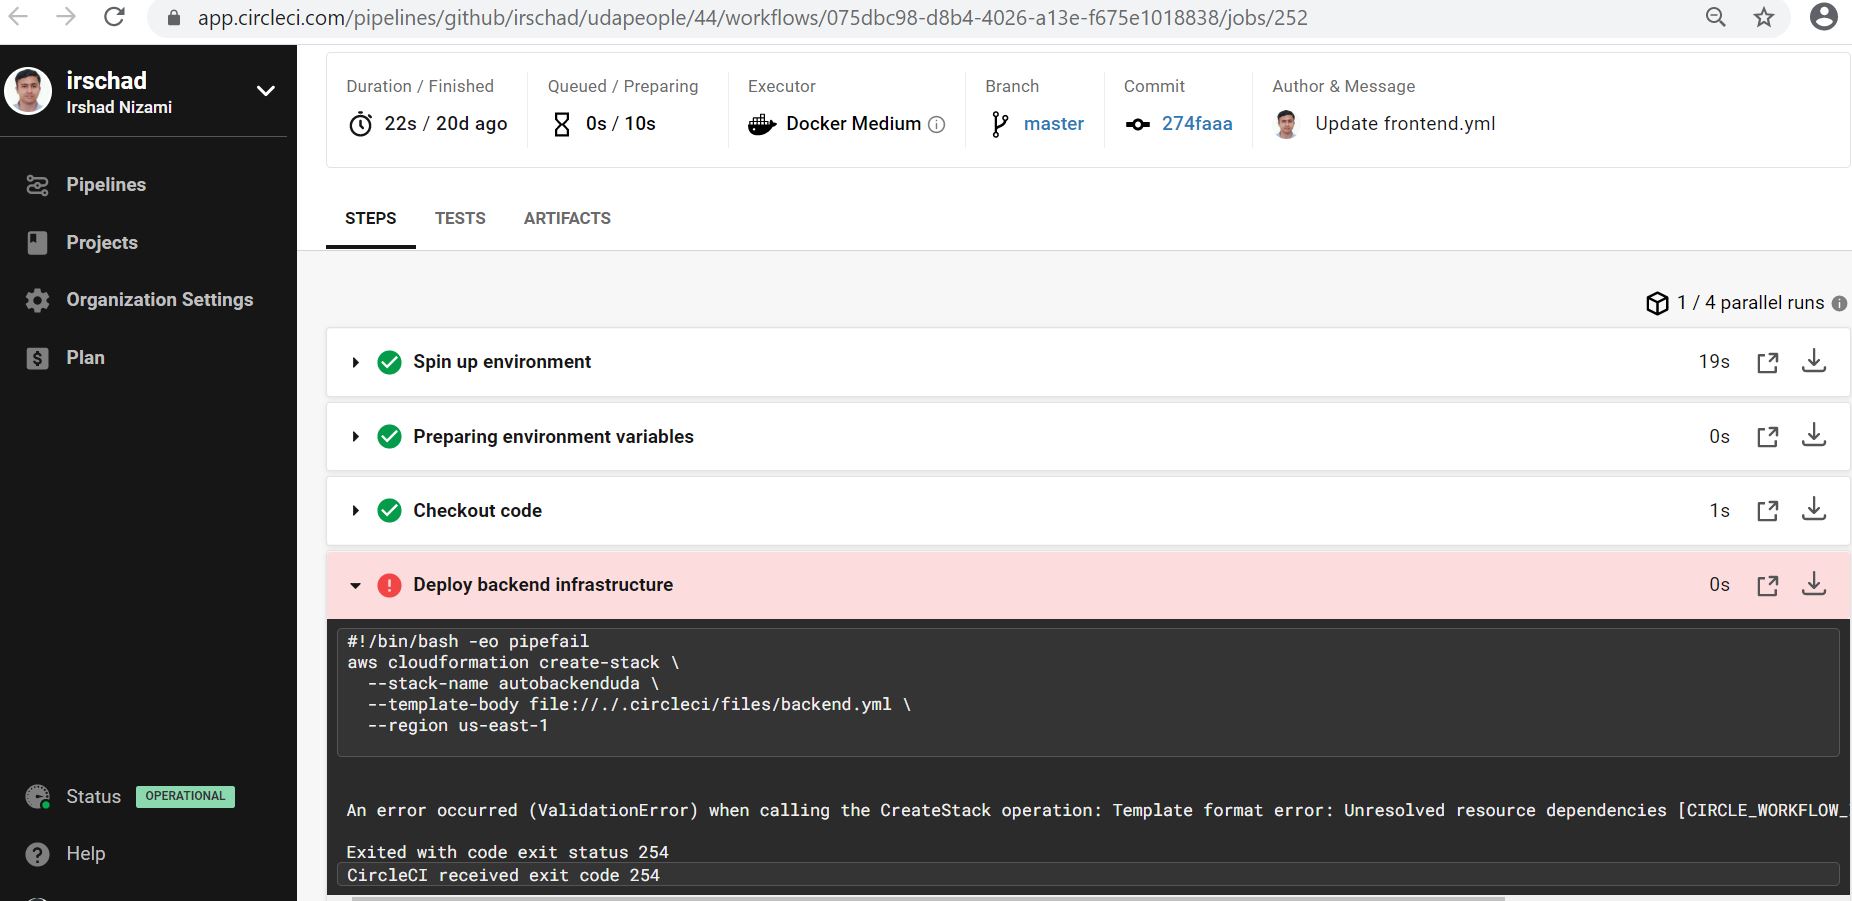 app.circleci.com/pipelines/github/irschad/udapeople/44/workflows/075dbc98-d8b4-4026-a13e-f675e1018838/jobs/252
irschad
Irshad Nizami
Pipelines
Projects
Organization Settings
Plan
Status OPERATIONAL
Help
Duration / Finished
22s / 20d ago
Queued / Preparing
0s / 10s
Executor
Docker Medium
Branch
master
Commit
274faaa
Author & Message
Update frontend.yml
STEPS TESTS ARTIFACTS
1 / 4 parallel runs
Spin up environment 19s
Preparing environment variables 0s
Checkout code 1s
Deploy backend infrastructure 0s
#!/bin/bash -eo pipefail
aws cloudformation create-stack \
--stack-name autobackenduda \
--template-body file://./.circleci/files/backend.yml \
--region us-east-1
An error occurred (ValidationError) when calling the CreateStack operation: Template format error: Unresolved resource dependencies [CIRCLE_WORKFLOW_
Exited with code exit status 254
CircleCI received exit code 254